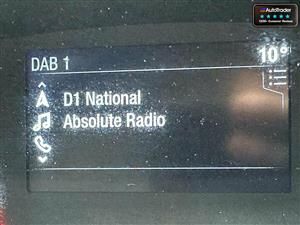 AutoTrader
DAB 1
10°
D1 National
Absolute Radio